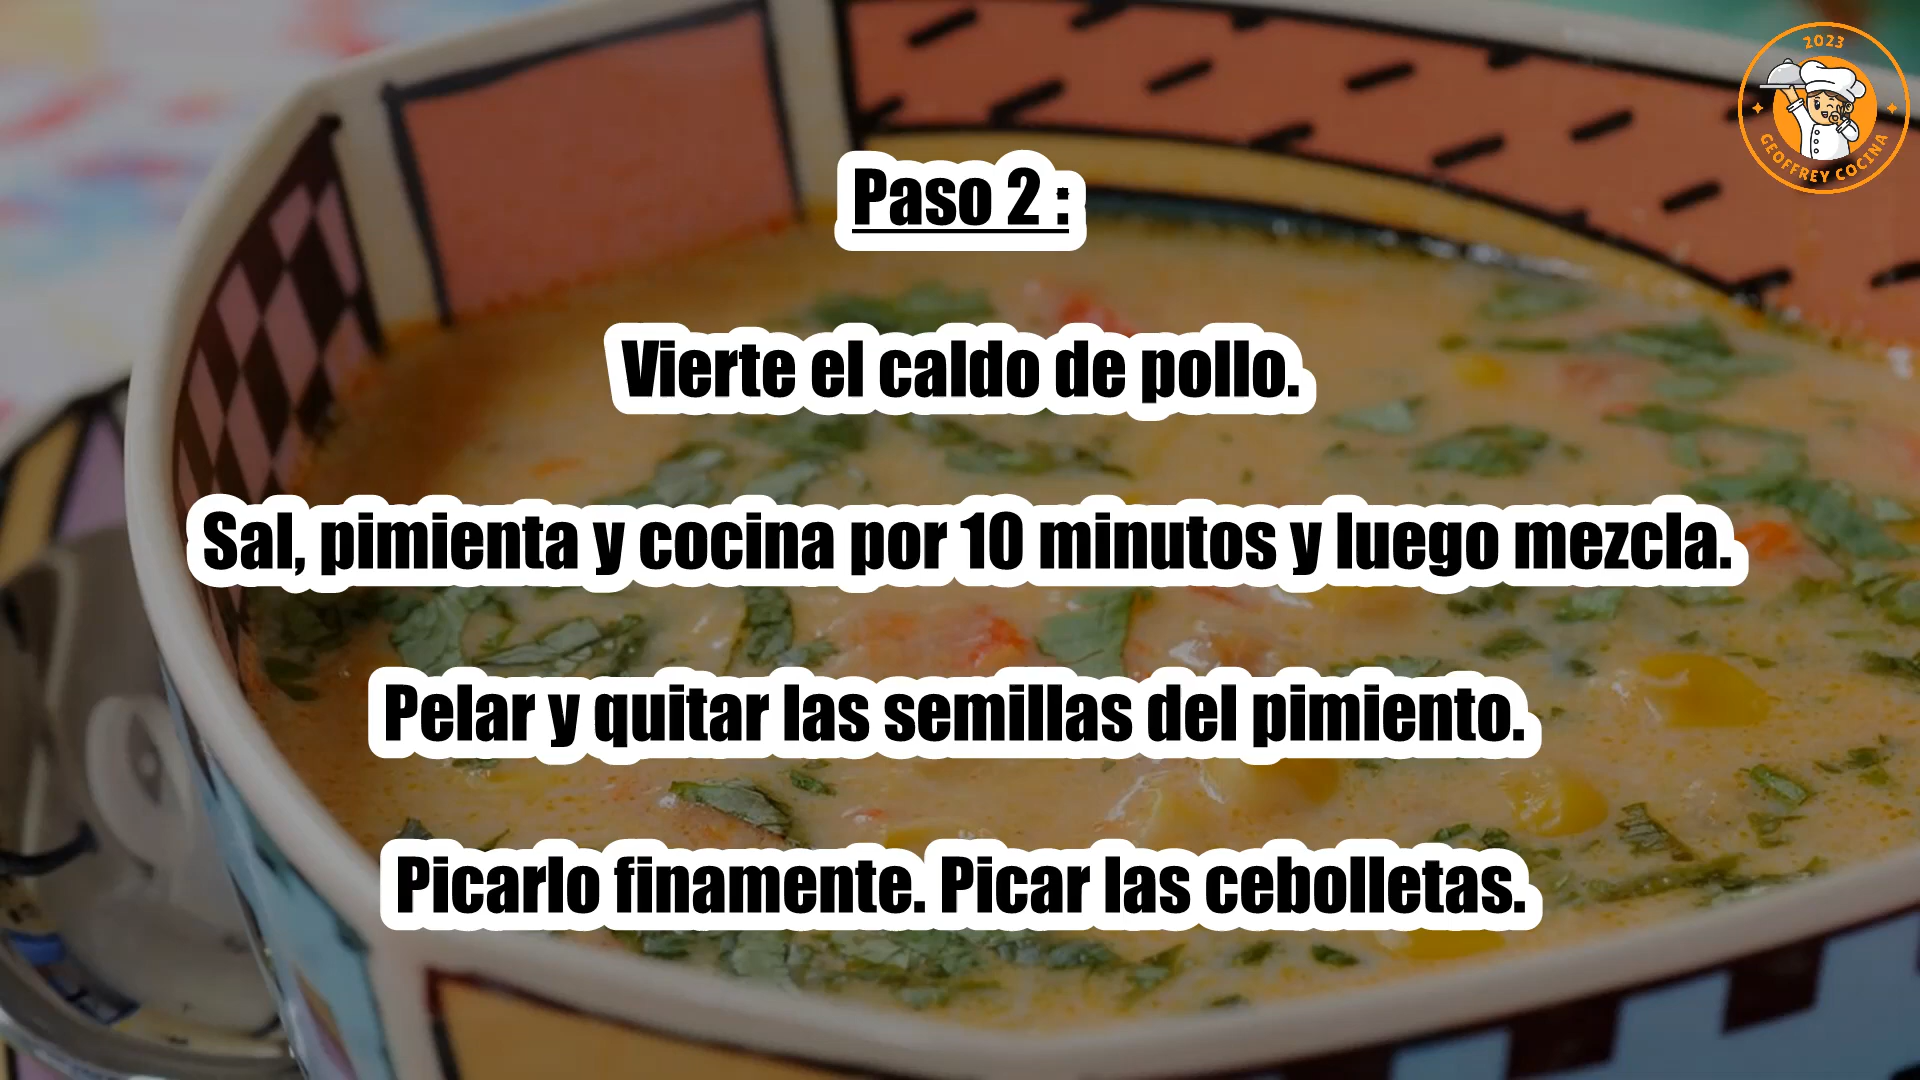 2023
GEOFFREY COCINA
Paso 2 :
Vierte el caldo de pollo.
Sal, pimienta y cocina por 10 minutos y luego mezcla.
Pelar y quitar las semillas del pimiento.
Picarlo finamente. Picar las cebolletas.